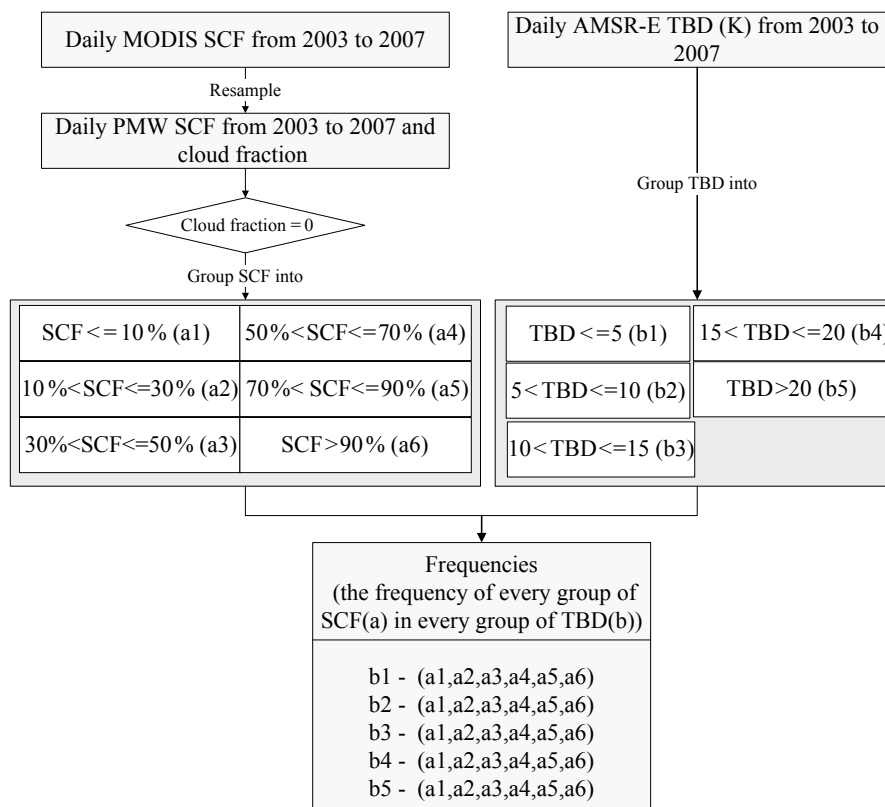 Daily MODIS SCF from 2003 to 2007
Resample
Daily PMW SCF from 2003 to 2007 and
cloud fraction
Cloud fraction = 0
Group SCF into
SCF<=10% (a1)
50%<SCF<=70% (a4)
10%<SCF<=30% (a2)
70%< SCF<=90% (a5)
30%<SCF<=50% (a3)
SCF>90% (a6)
Daily AMSR-E TBD (K) from 2003 to
2007
Group TBD into
TBD<=5 (b1)
15< TBD<=20 (b4)
5< TBD<=10 (b2)
TBD>20 (b5)
10< TBD<=15 (b3)
Frequencies
(the frequency of every group of
SCF(a) in every group of TBD(b))
b1 - (a1,a2,a3,a4,a5,a6)
b2 - (a1,a2,a3,a4,a5,a6)
b3 - (a1,a2,a3,a4,a5,a6)
b4 - (a1,a2,a3,a4,a5,a6)
b5 - (a1,a2,a3,a4,a5,a6)